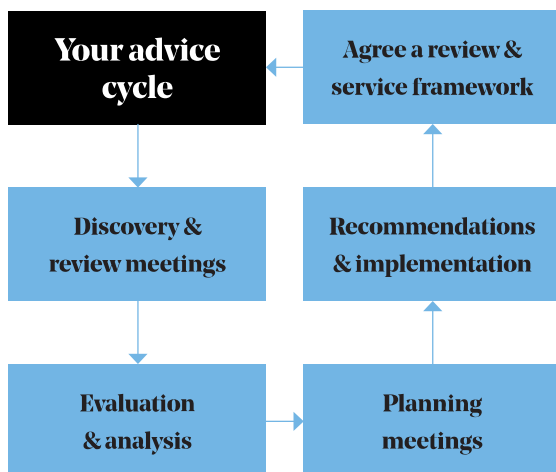 Your advice
cycle
Agree a review &
service framework
Discovery &
review meetings
Recommendations
& implementation
Evaluation
& analysis
Planning
meetings